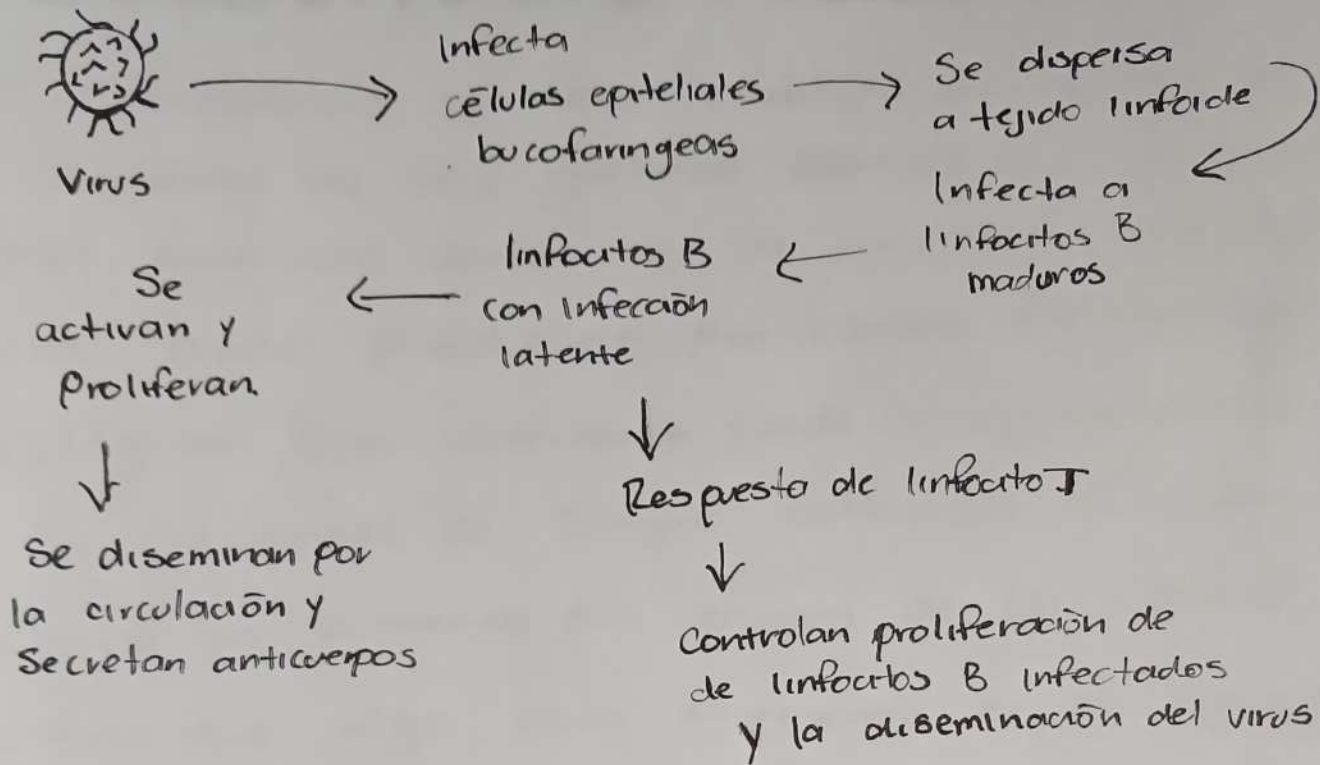 Virus
Infecta
células epiteliales
bucofaringeas
Se dispersa
a tejido linfoide
Infecta a
linfocitos B
maduros
linfocitos B
con infección
latente
Se
activan y
Proliferan
Se diseminan por
la circulación y
Secretan anticuerpos
Respuesta de linfocito T
Controlan proliferación de
de linfocitos B infectados
y la diseminación del virus